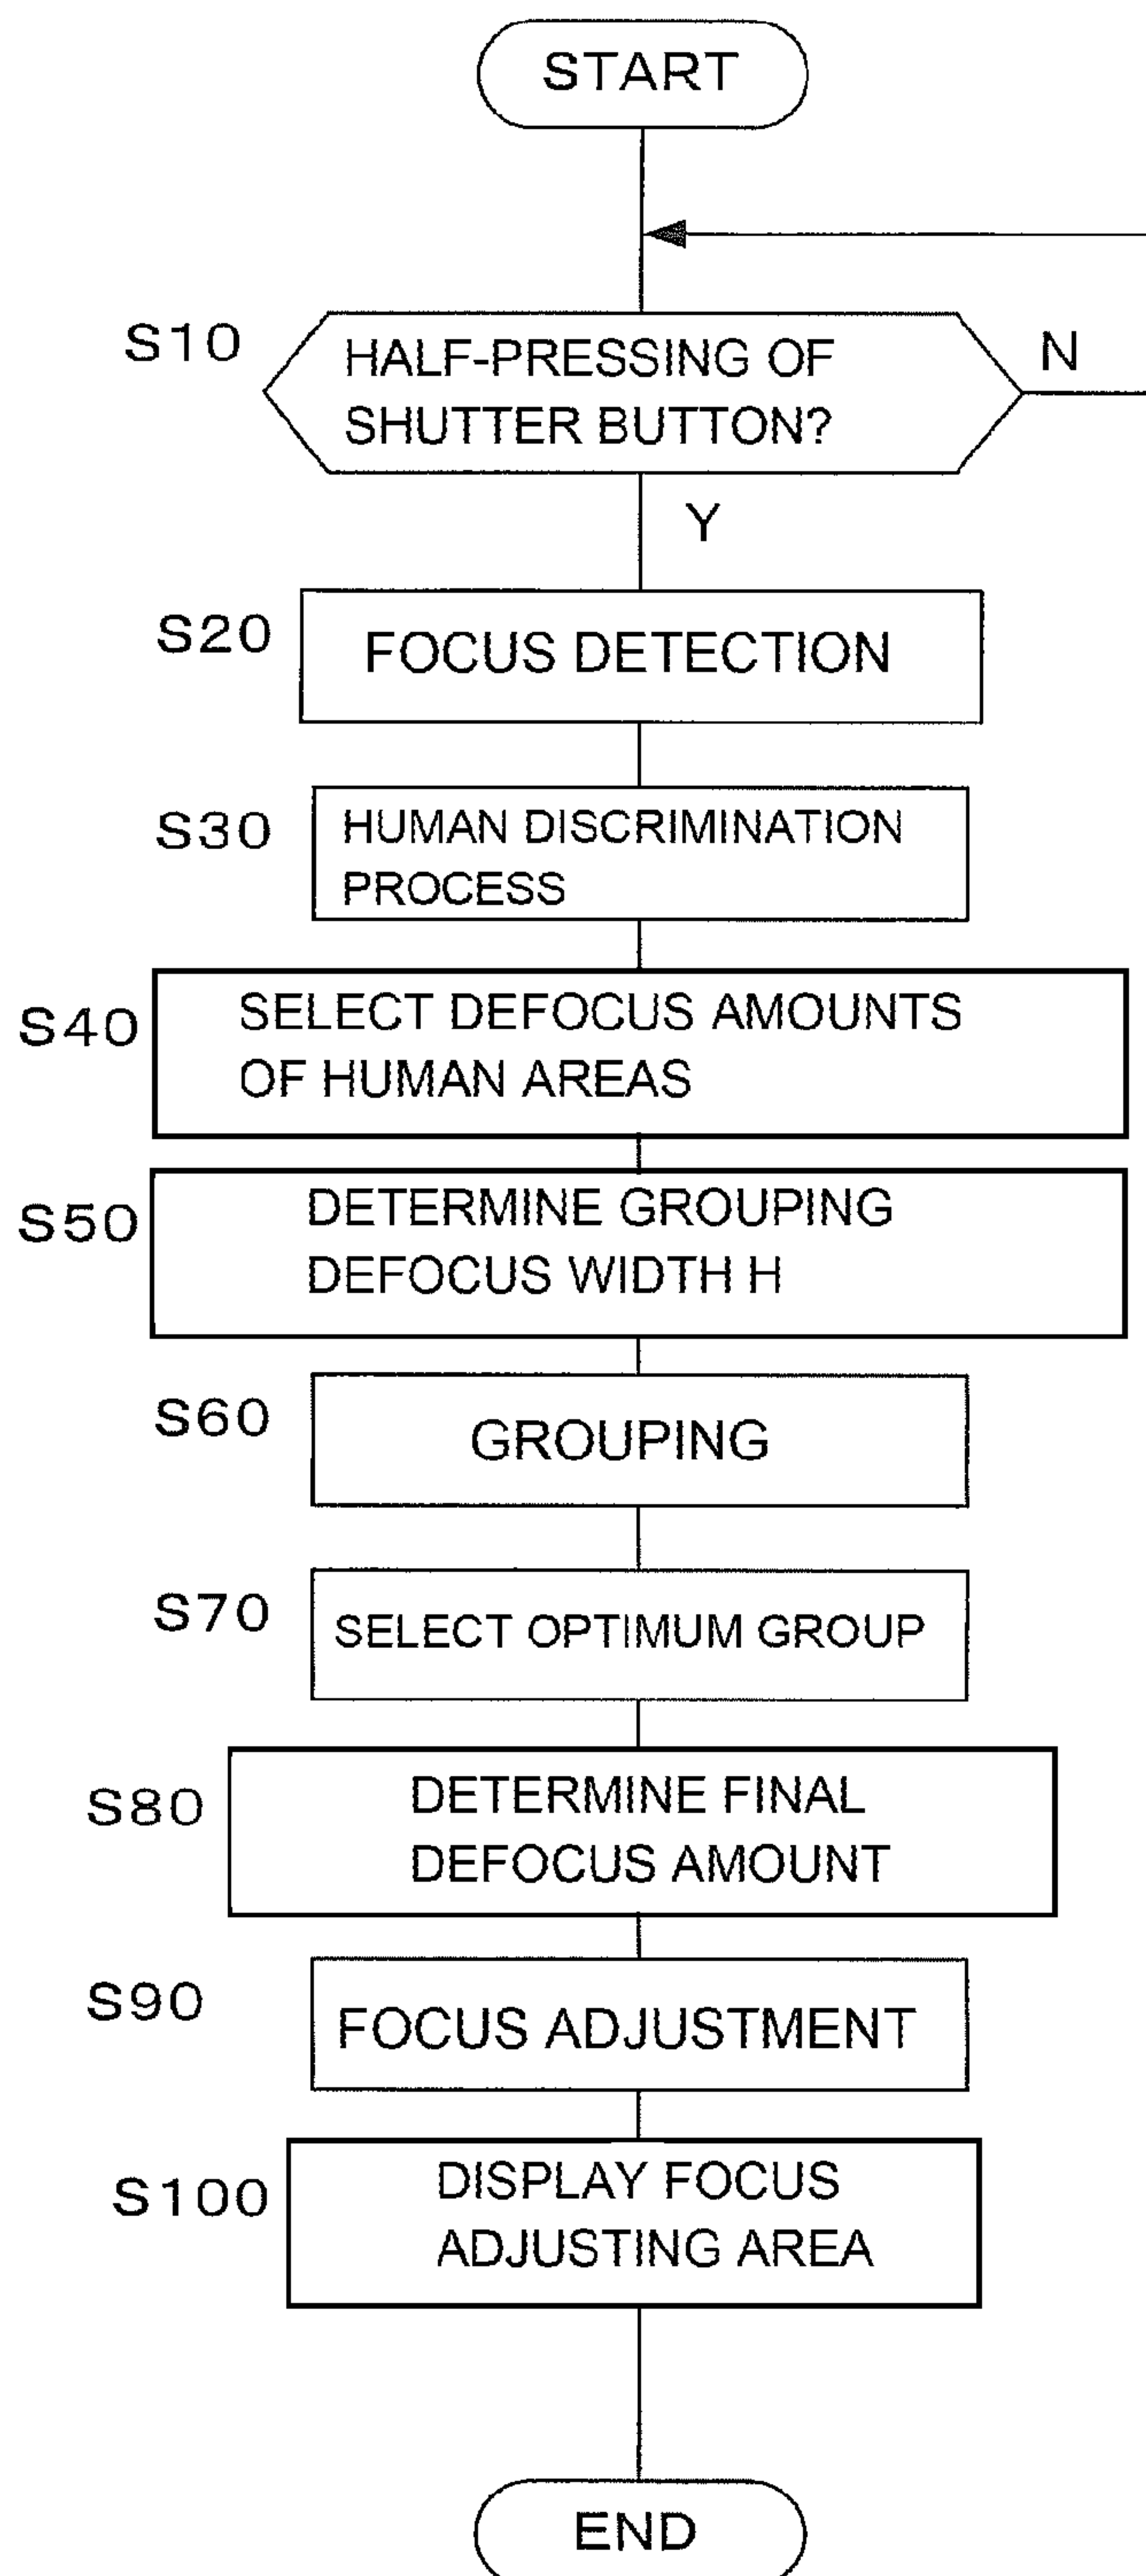 START
S10
HALF-PRESSING OF
SHUTTER BUTTON?
N
Y
S20
FOCUS DETECTION
S30
HUMAN DISCRIMINATION
PROCESS
S40
SELECT DEFOCUS AMOUNTS
OF HUMAN AREAS
S50
DETERMINE GROUPING
DEFOCUS WIDTH H
S60
GROUPING
S70
SELECT OPTIMUM GROUP
S80
DETERMINE FINAL
DEFOCUS AMOUNT
S90
FOCUS ADJUSTMENT
S100
DISPLAY FOCUS
ADJUSTING AREA
END